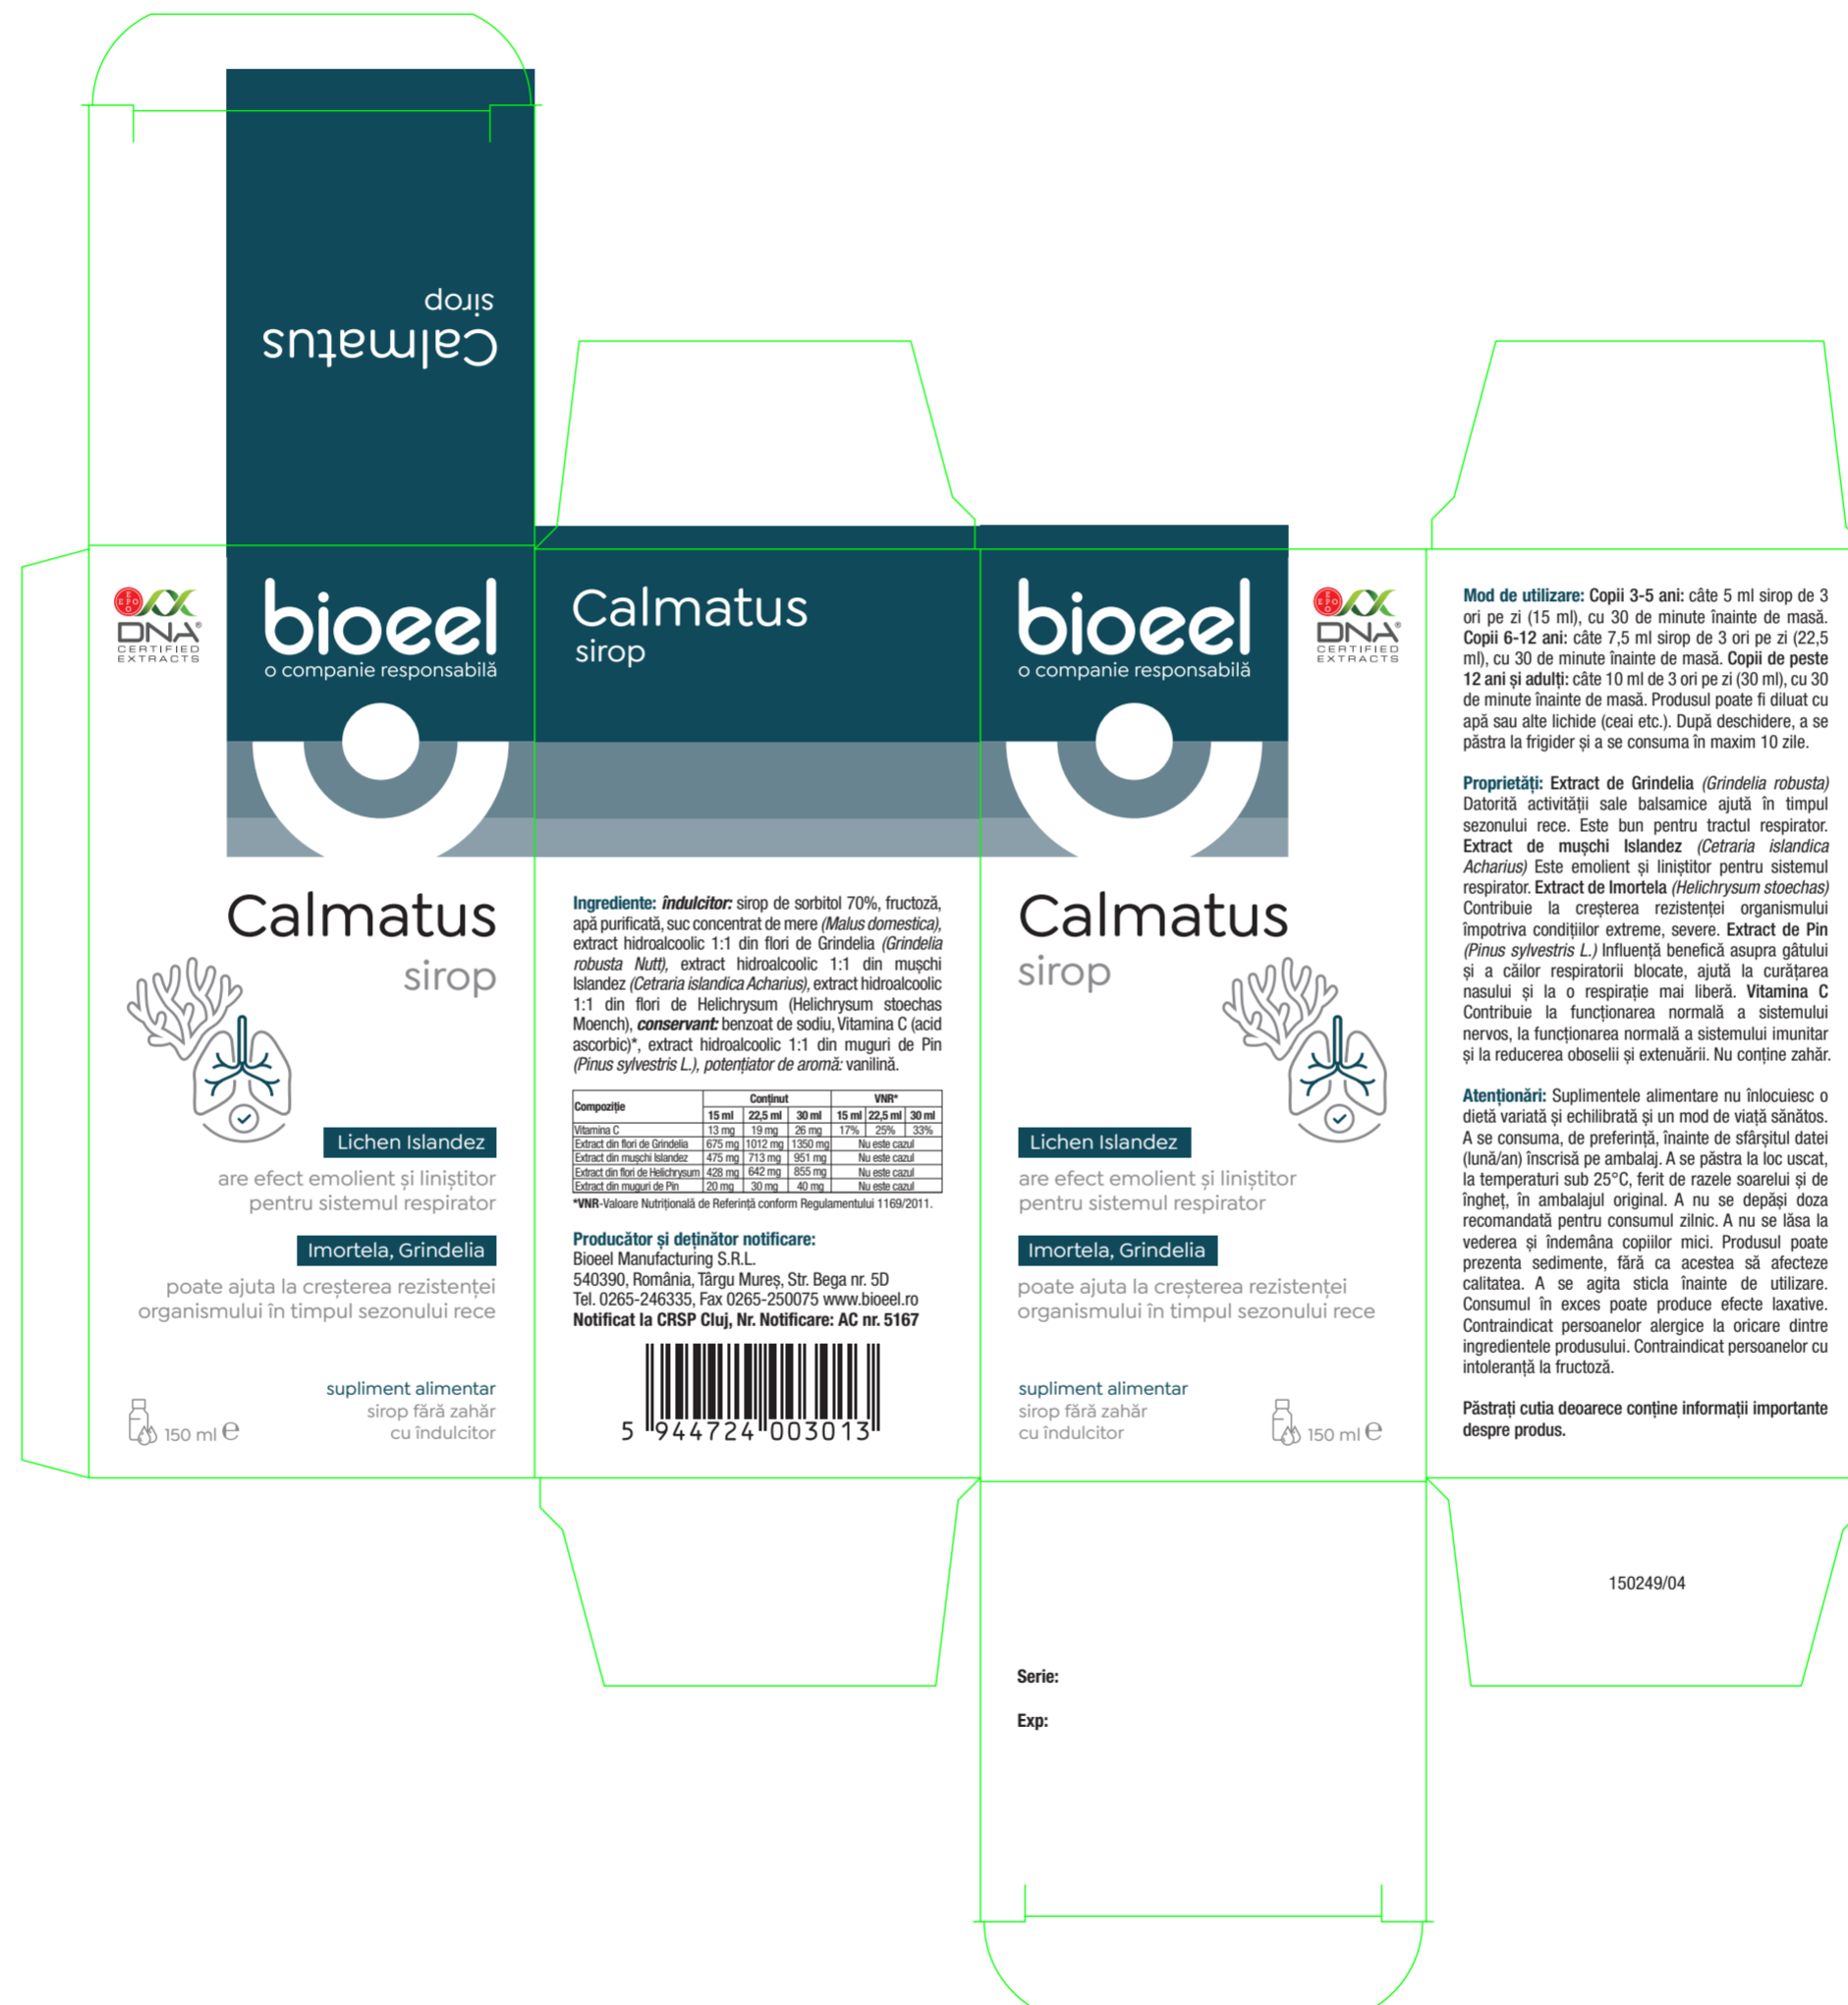 Calmatus
sirop
EPO
DNA®
CERTIFIED
EXTRACTS
bioeel
o companie responsabilă
Calmatus
sirop
Lichen Islandez
are efect emolient și liniștitor
pentru sistemul respirator
Imortela, Grindelia
poate ajuta la creșterea rezistenței
organismului în timpul sezonului rece
supliment alimentar
sirop fără zahăr
cu îndulcitor
150 ml ℮
Calmatus
sirop
Ingrediente: îndulcitor: sirop de sorbitol 70%, fructoză,
apă purificată, suc concentrat de mere (Malus domestica),
extract hidroalcoolic 1:1 din flori de Grindelia (Grindelia
robusta Nutt), extract hidroalcoolic 1:1 din mușchi
Islandez (Cetraria islandica Acharius), extract hidroalcoolic
1:1 din flori de Helichrysum (Helichrysum stoechas
Moench), conservant: benzoat de sodiu, Vitamina C (acid
ascorbic)*, extract hidroalcoolic 1:1 din muguri de Pin
(Pinus sylvestris L.), potențiator de aromă: vanilină.
Compoziție Conținut VNR*
15 ml 22,5 ml 30 ml 15 ml 22,5 ml 30 ml
Vitamina C 13 mg 19 mg 26 mg 17% 25% 33%
Extract din flori de Grindelia 675 mg 1012 mg 1350 mg Nu este cazul
Extract din mușchi Islandez 475 mg 713 mg 951 mg Nu este cazul
Extract din flori de Helichrysum 428 mg 642 mg 855 mg Nu este cazul
Extract din muguri de Pin 20 mg 30 mg 40 mg Nu este cazul
*VNR-Valoare Nutrițională de Referință conform Regulamentului 1169/2011.
Producător și deținător notificare:
Bioeel Manufacturing S.R.L.
540390, România, Târgu Mureș, Str. Bega nr. 5D
Tel. 0265-246335, Fax 0265-250075 www.bioeel.ro
Notificat la CRSP Cluj, Nr. Notificare: AC nr. 5167
5 944724 003013
bioeel
o companie responsabilă
EPO
DNA®
CERTIFIED
EXTRACTS
Calmatus
sirop
Lichen Islandez
are efect emolient și liniștitor
pentru sistemul respirator
Imortela, Grindelia
poate ajuta la creșterea rezistenței
organismului în timpul sezonului rece
supliment alimentar
sirop fără zahăr
cu îndulcitor
150 ml ℮
Mod de utilizare: Copii 3-5 ani: câte 5 ml sirop de 3
ori pe zi (15 ml), cu 30 de minute înainte de masă.
Copii 6-12 ani: câte 7,5 ml sirop de 3 ori pe zi (22,5
ml), cu 30 de minute înainte de masă. Copii de peste
12 ani și adulți: câte 10 ml de 3 ori pe zi (30 ml), cu 30
de minute înainte de masă. Produsul poate fi diluat cu
apă sau alte lichide (ceai etc.). După deschidere, a se
păstra la frigider și a se consuma în maxim 10 zile.
Proprietăți: Extract de Grindelia (Grindelia robusta)
Datorită activității sale balsamice ajută în timpul
sezonului rece. Este bun pentru tractul respirator.
Extract de mușchi Islandez (Cetraria islandica
Acharius) Este emolient și liniștitor pentru sistemul
respirator. Extract de Imortela (Helichrysum stoechas)
Contribuie la creșterea rezistenței organismului
împotriva condițiilor extreme, severe. Extract de Pin
(Pinus sylvestris L.) Influență benefică asupra gâtului
și a căilor respiratorii blocate, ajută la curățarea
nasului și la o respirație mai liberă. Vitamina C
Contribuie la funcționarea normală a sistemului
nervos, la funcționarea normală a sistemului imunitar
și la reducerea oboselii și extenuării. Nu conține zahăr.
Atenționări: Suplimentele alimentare nu înlocuiesc o
dietă variată și echilibrată și un mod de viață sănătos.
A se consuma, de preferință, înainte de sfârșitul datei
(lună/an) înscrisă pe ambalaj. A se păstra la loc uscat,
la temperaturi sub 25°C, ferit de razele soarelui și de
îngheț, în ambalajul original. A nu se depăși doza
recomandată pentru consumul zilnic. A nu se lăsa la
vederea și îndemâna copiilor mici. Produsul poate
prezenta sedimente, fără ca acestea să afecteze
calitatea. A se agita sticla înainte de utilizare.
Consumul în exces poate produce efecte laxative.
Contraindicat persoanelor alergice la oricare dintre
ingredientele produsului. Contraindicat persoanelor cu
intoleranță la fructoză.
Păstrați cutia deoarece conține informații importante
despre produs.
150249/04
Serie:
Exp: